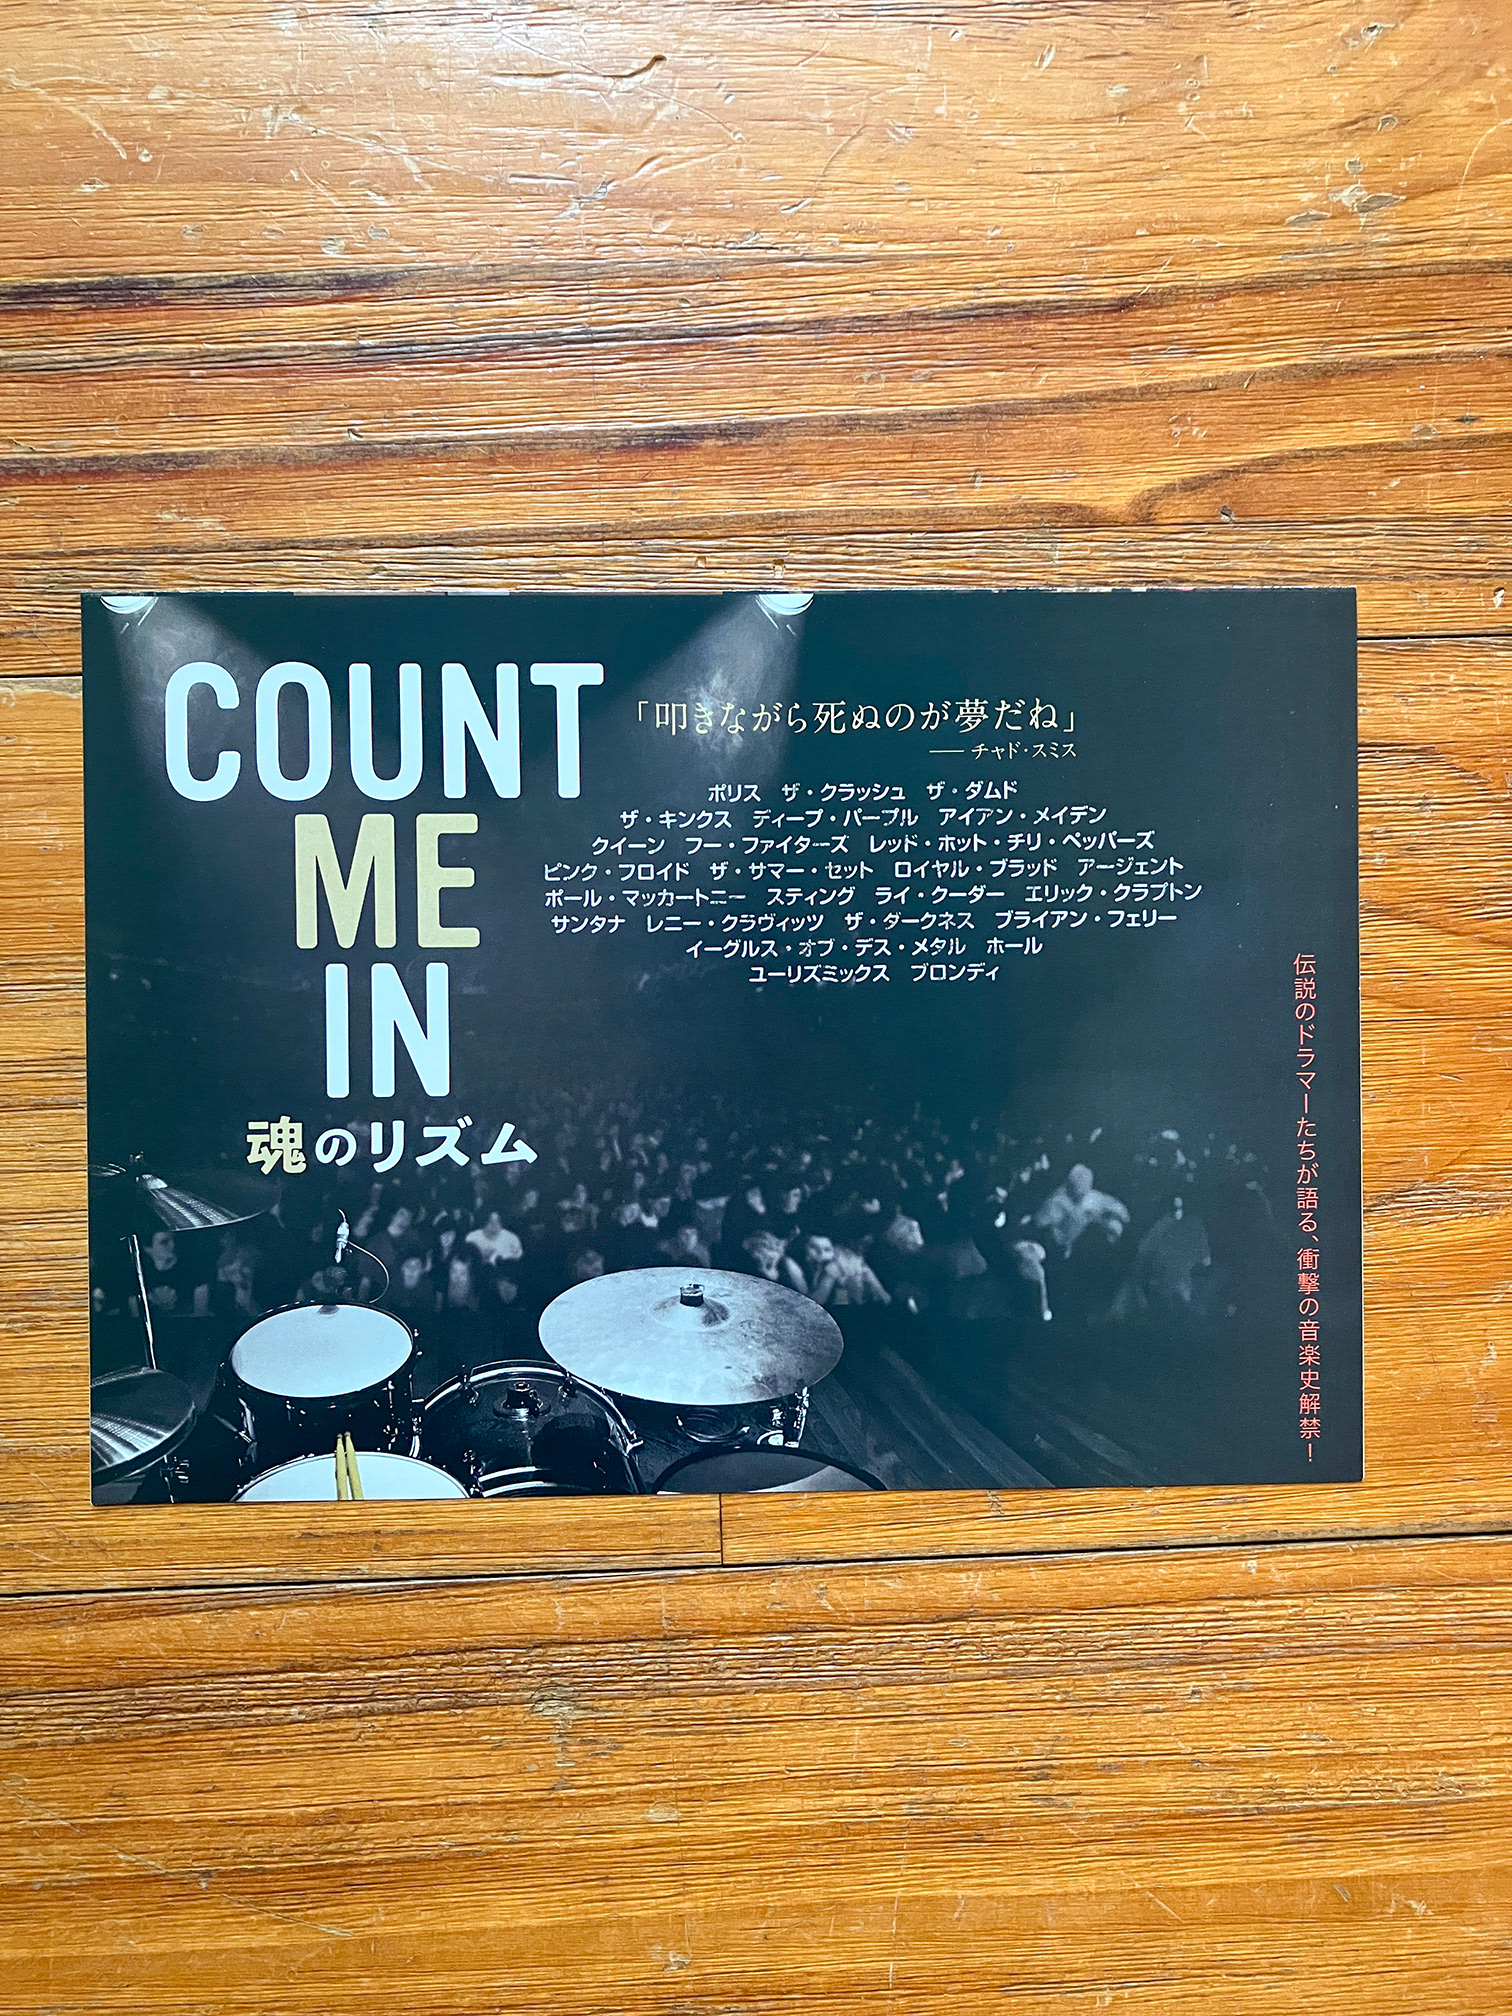 COUNT
ME
IN
魂のリズム
「叩きながら死ぬのが夢だね」
── チャド・スミス
ポリス ザ・クラッシュ ザ・ダムド
ザ・キンクス ディープ・パープル アイアン・メイデン
クイーン フー・ファイターズ レッド・ホット・チリ・ペッパーズ
ピンク・フロイド ザ・サマー・セット ロイヤル・ブラッド アージェント
ポール・マッカートニー スティング ライ・クーダー エリック・クラプトン
サンタナ レニー・クラヴィッツ ザ・ダークネス ブライアン・フェリー
イーグルス・オブ・デス・メタル ホール
ユーリズミックス ブロンディ
伝説のドラマーたちが語る、衝撃の音楽史解禁！